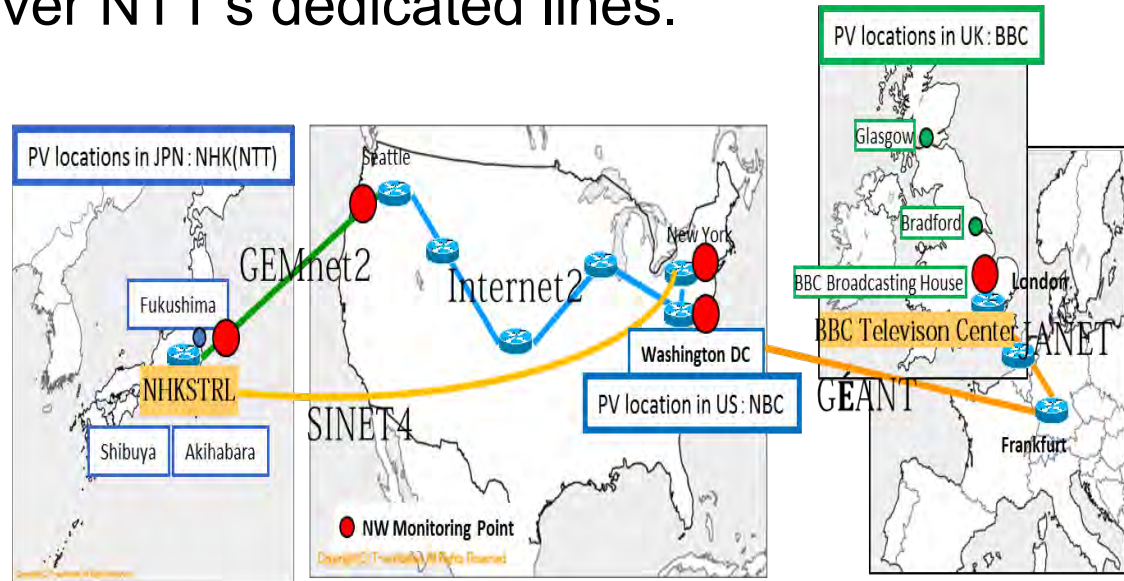 ver NTT's dedicated lines.
PV locations in UK : BBC
PV locations in JPN : NHK(NTT)
Seattle
Glasgow
New York
Bradford
GEMnet2
Internet2
BBC Broadcasting House
London
Fukushima
BBC Televison Center
JANET
Washington DC
NHKSTRL
PV location in US : NBC
GÉANT
SINET4
Shibuya
Akihabara
Frankfurt
NW Monitoring Point